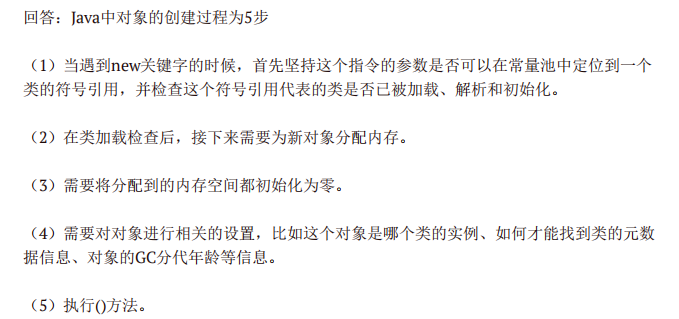 回答：Java中对象的创建过程为5步
（1）当遇到new关键字的时候，首先坚持这个指令的参数是否可以在常量池中定位到一个
类的符号引用，并检查这个符号引用代表的类是否已被加载、解析和初始化。
（2）在类加载检查后，接下来需要为新对象分配内存。
（3）需要将分配到的内存空间都初始化为零。
（4）需要对对象进行相关的设置，比如这个对象是哪个类的实例、如何才能找到类的元数
据信息、对象的GC分代年龄等信息。
（5）执行()方法。